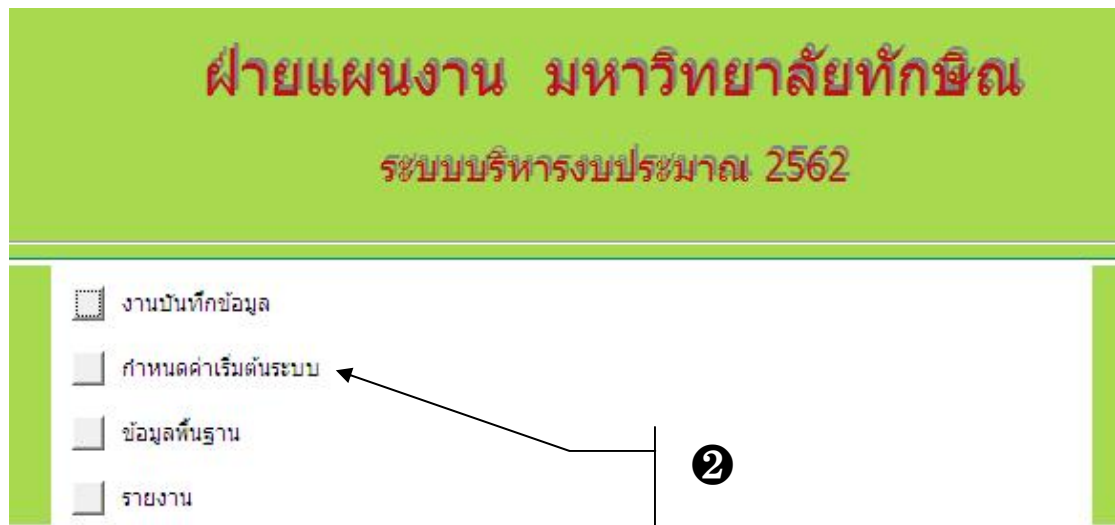 ฝ่ายแผนงาน มหาวิทยาลัยทักษิณ
ระบบบริหารงบประมาณ 2562
งานบันทึกข้อมูล
กำหนดค่าเริ่มต้นระบบ
ข้อมูลพื้นฐาน
❷
รายงาน